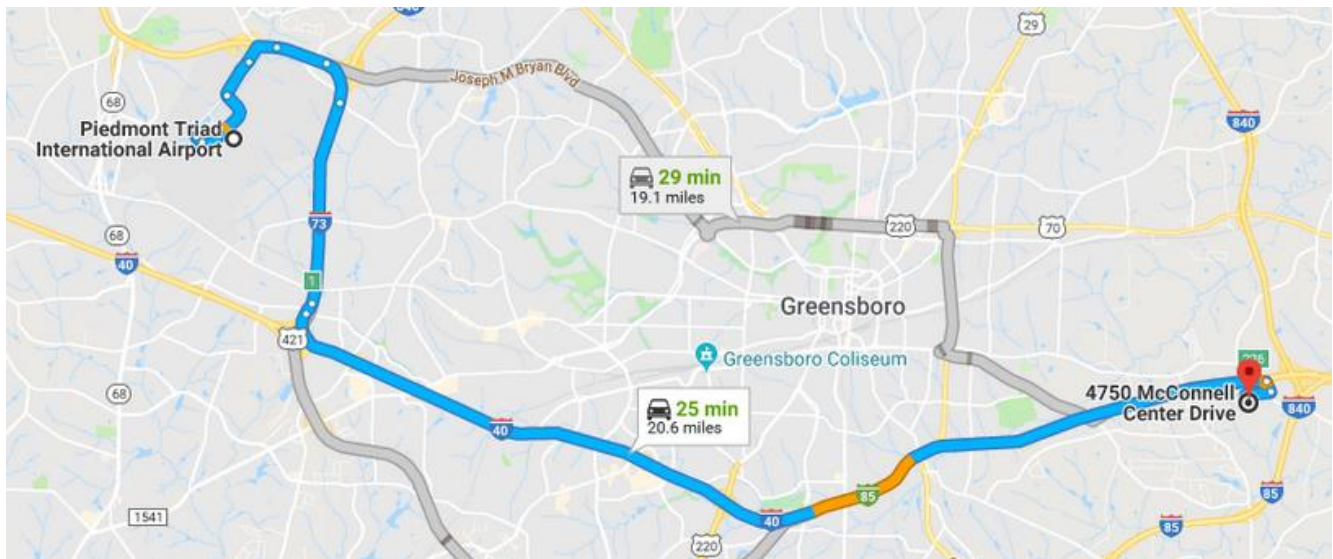 840
29
68
Joseph M Bryan Blvd
Piedmont Triad
International Airport
840
29 min
19.1 miles
73
220
70
68
40
1
Greensboro
421
Greensboro Coliseum
4750 McConnell
Center Drive
840
68
25 min
20.6 miles
40
85
85
1541
40
220
85